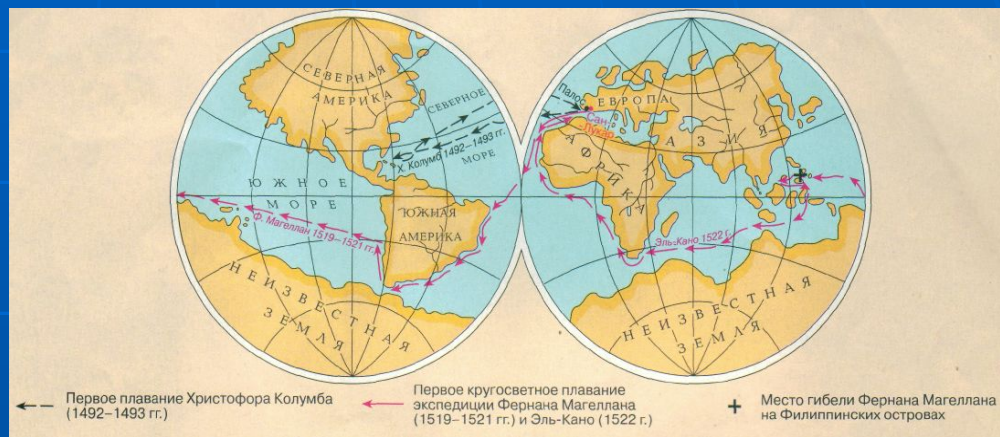 СЕВЕРНАЯ
АМЕРИКА
СЕВЕРНОЕ
МОРЕ
Х. Колумб 1492–1493 гг.
ЮЖНОЕ
МОРЕ
Ф. Магеллан 1519–1521 гг.
ЮЖНАЯ
АМЕРИКА
НЕИЗВЕСТНАЯ
ЗЕМЛЯ
Палос
ЕВРОПА
Сан-
Лукар
АЗИЯ
АФРИКА
Эль-Кано 1522 г.
НЕИЗВЕСТНАЯ
ЗЕМЛЯ
Первое плавание Христофора Колумба
(1492–1493 гг.)
Первое кругосветное плавание
экспедиции Фернана Магеллана
(1519–1521 гг.) и Эль-Кано (1522 г.)
Место гибели Фернана Магеллана
на Филиппинских островах